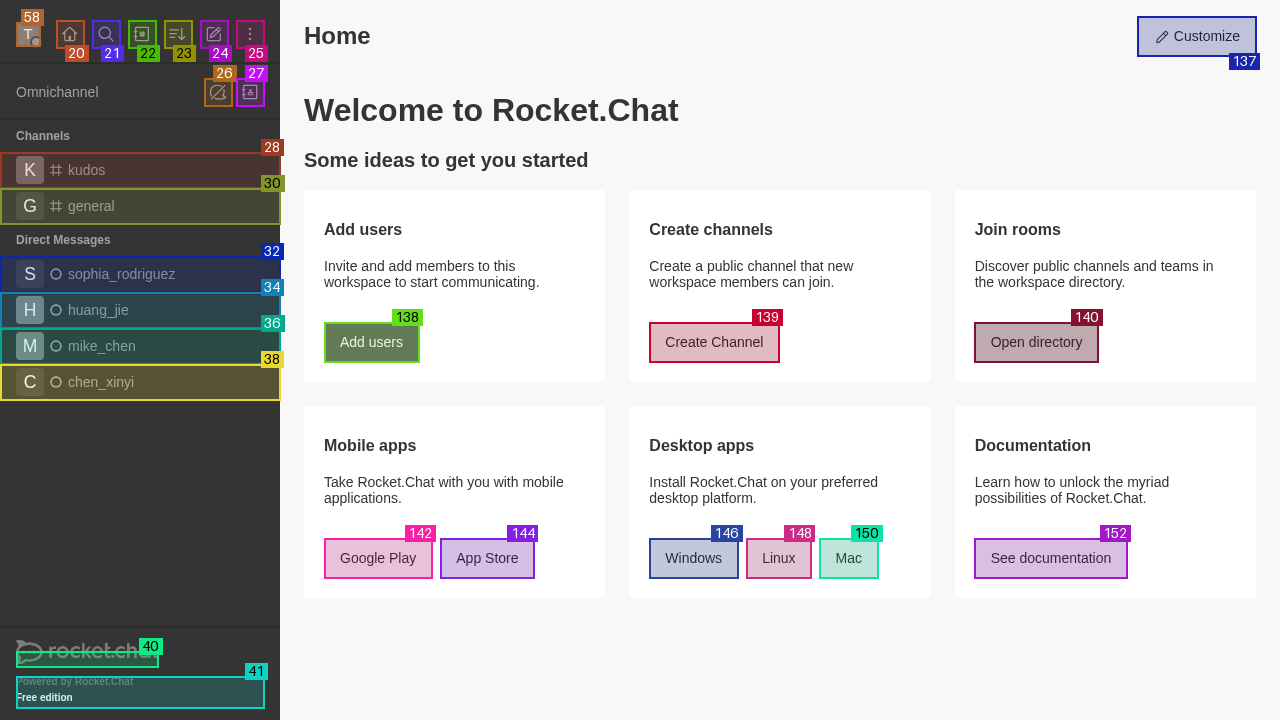 58
T
20
21
22
23
24
25
Omnichannel
26
27
Channels
28
K kudos
30
G general
Direct Messages
32
S sophia_rodriguez
34
H huang_jie
36
M mike_chen
38
C chen_xinyi
40
rocket.chat
41
Powered by Rocket.Chat
Free edition
Home
Customize
137
Welcome to Rocket.Chat
Some ideas to get you started
Add users
Invite and add members to this
workspace to start communicating.
138
Add users
Create channels
Create a public channel that new
workspace members can join.
139
Create Channel
Join rooms
Discover public channels and teams in
the workspace directory.
140
Open directory
Mobile apps
Take Rocket.Chat with you with mobile
applications.
142
Google Play
144
App Store
Desktop apps
Install Rocket.Chat on your preferred
desktop platform.
146
Windows
148
Linux
150
Mac
Documentation
Learn how to unlock the myriad
possibilities of Rocket.Chat.
152
See documentation